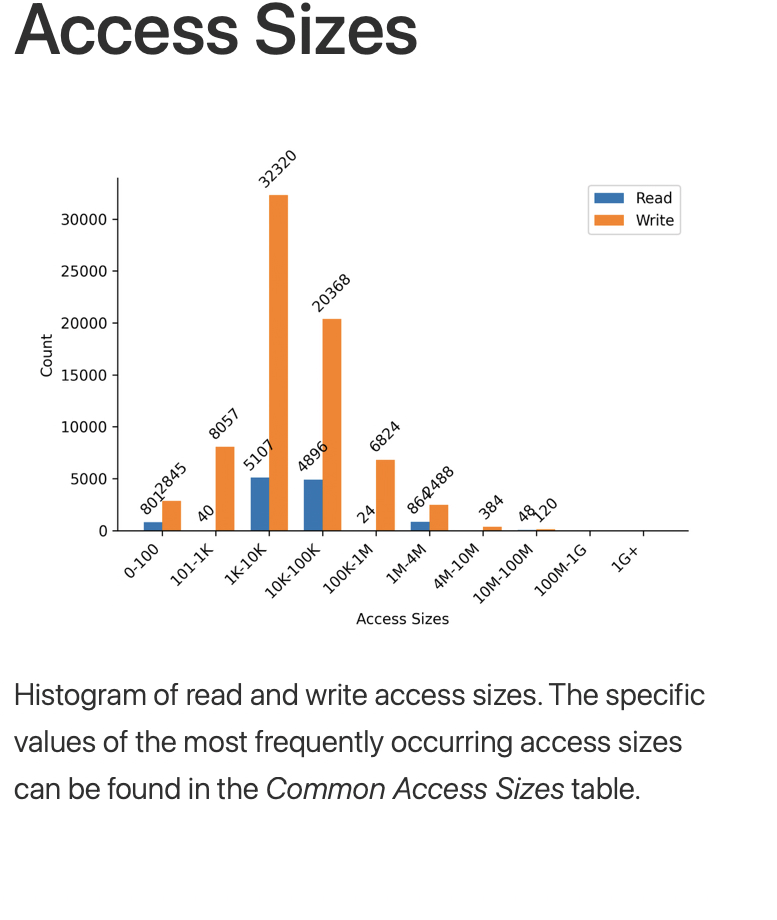 Access Sizes
32320
Read
Write
30000
25000
20368
20000
Count
15000
10000
8057
6824
5107
4896
5000
801
2845
40
24
864
2488
384
48
120
0
0-100
101-1K
1K-10K
10K-100K
100K-1M
1M-4M
4M-10M
10M-100M
100M-1G
1G+
Access Sizes
Histogram of read and write access sizes. The specific
values of the most frequently occurring access sizes
can be found in the Common Access Sizes table.